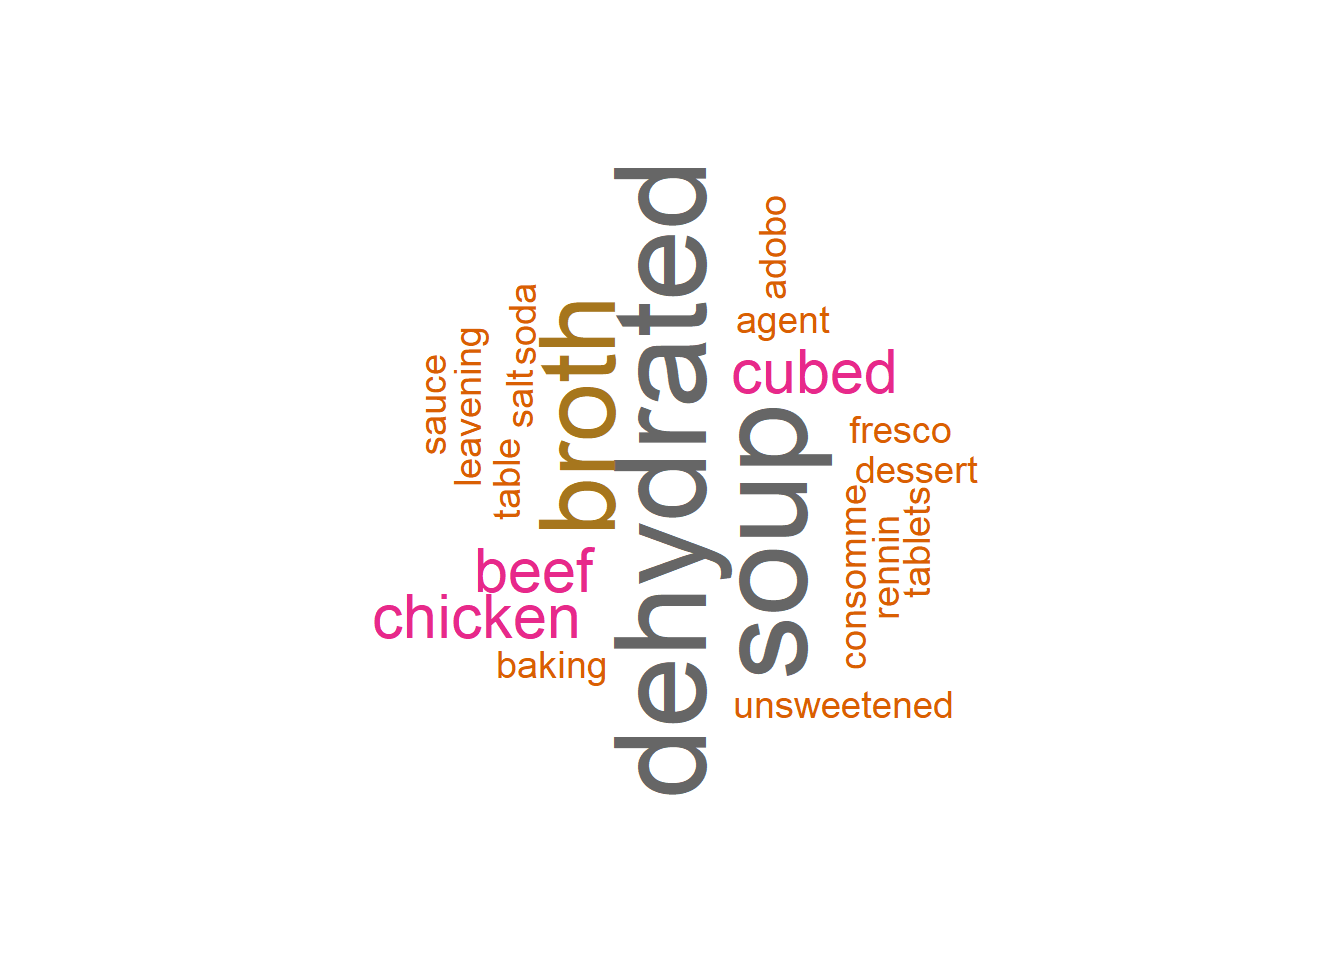 dehydrated
soup
broth
cubed
beef
chicken
adobo
agent
fresco
dessert
tablets
rennin
consomme
unsweetened
baking
table
salt
soda
leavening
sauce